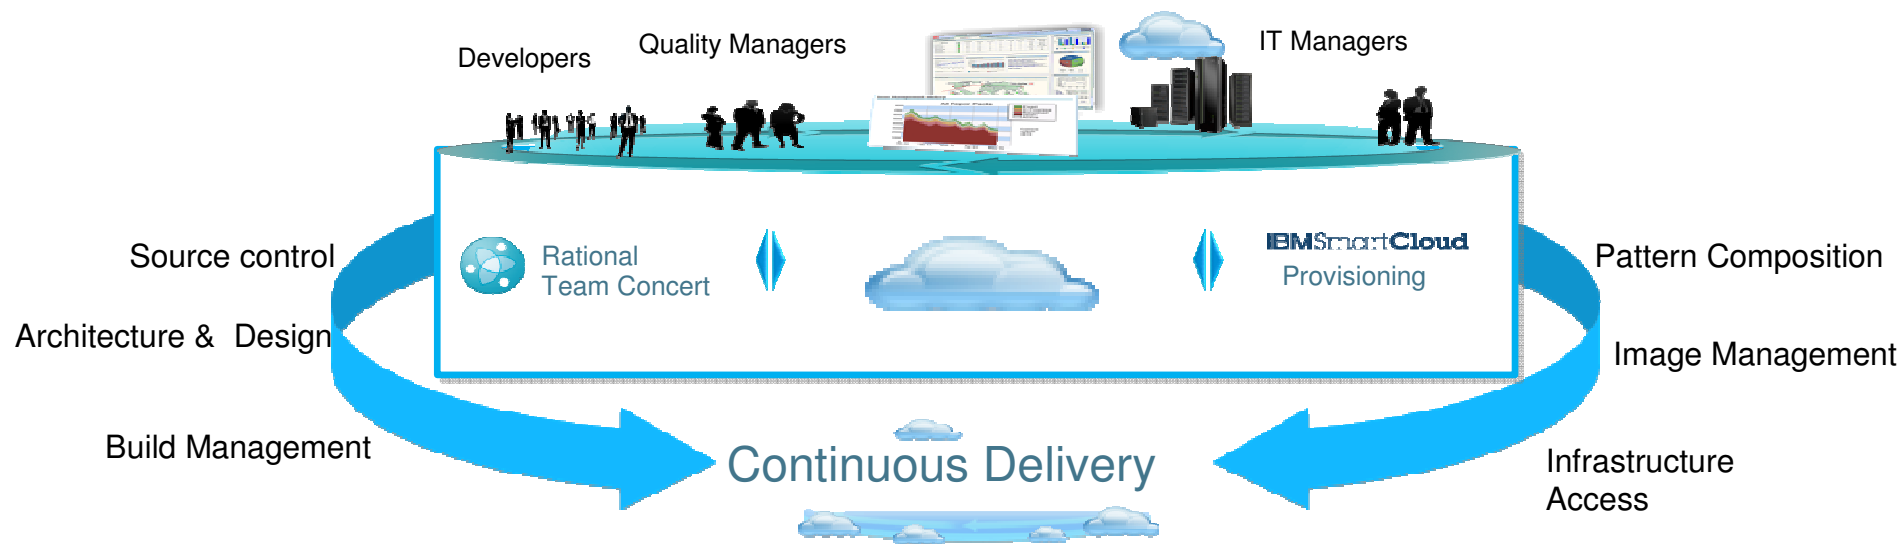 Developers
Quality Managers
IT Managers
Source control
Architecture & Design
Build Management
Rational
Team Concert
IBMSmartCloud
Provisioning
Pattern Composition
Image Management
Infrastructure
Access
Continuous Delivery